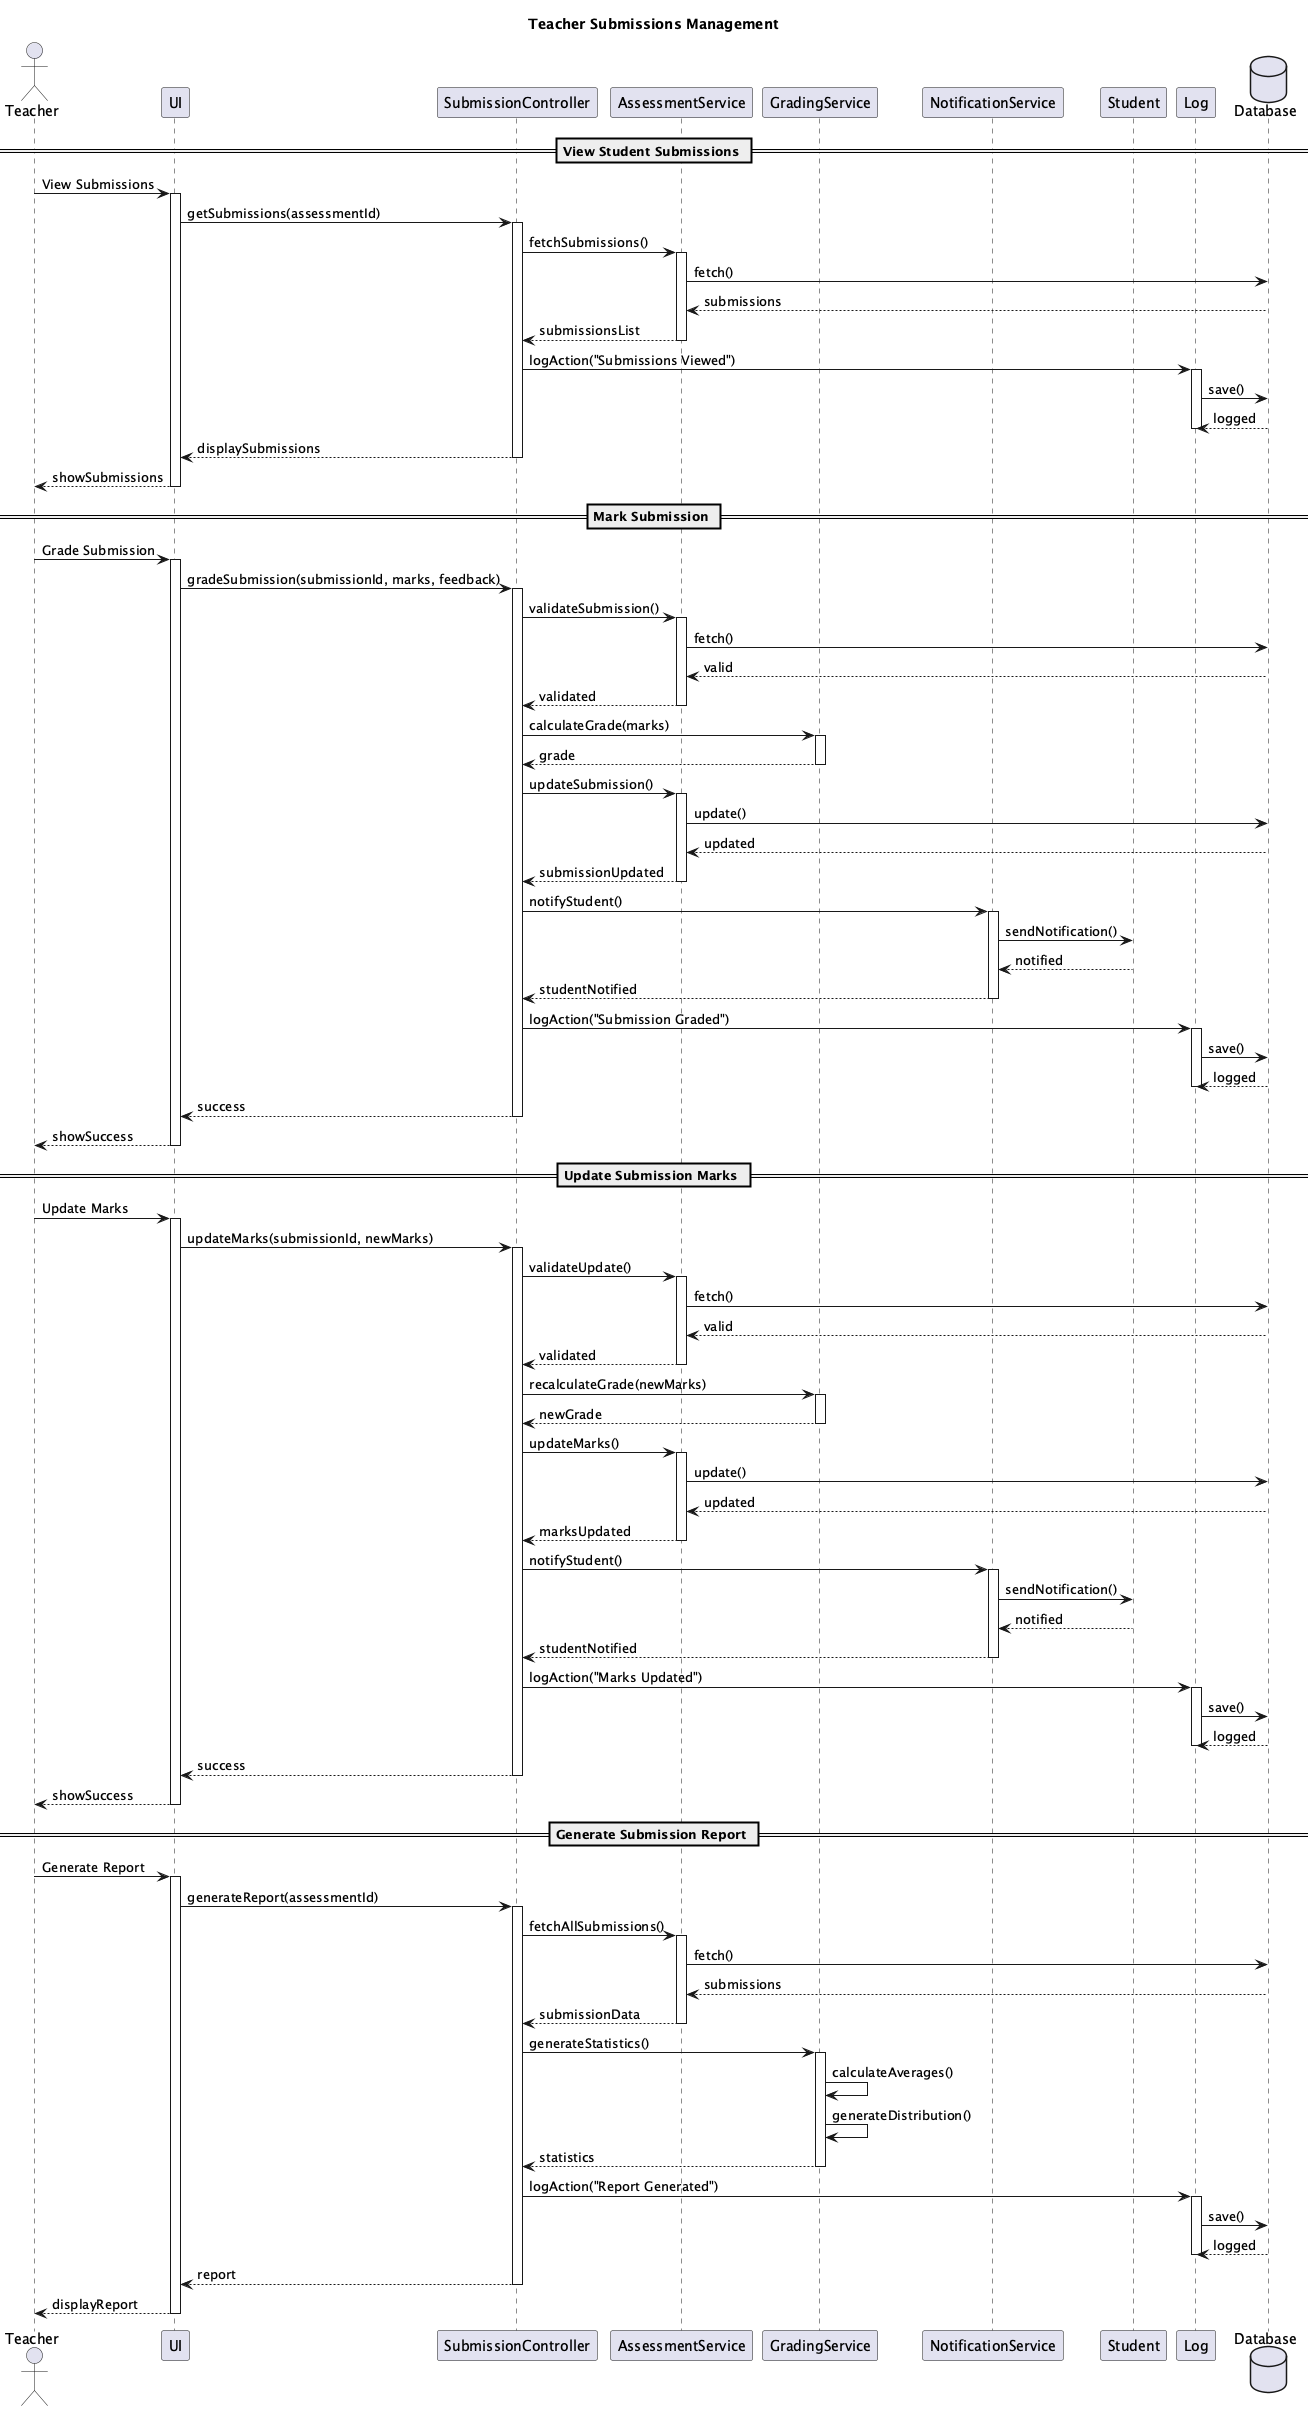 Teacher Submissions Management
Teacher
UI
SubmissionController
AssessmentService
GradingService
NotificationService
Student
Log
Database
View Student Submissions
View Submissions
getSubmissions(assessmentId)
fetchSubmissions()
fetch()
submissions
submissionsList
logAction("Submissions Viewed")
save()
logged
displaySubmissions
showSubmissions
Mark Submission
Grade Submission
gradeSubmission(submissionId, marks, feedback)
validateSubmission()
fetch()
valid
validated
calculateGrade(marks)
grade
updateSubmission()
update()
updated
submissionUpdated
notifyStudent()
sendNotification()
notified
studentNotified
logAction("Submission Graded")
save()
logged
success
showSuccess
Update Submission Marks
Update Marks
updateMarks(submissionId, newMarks)
validateUpdate()
fetch()
valid
validated
recalculateGrade(newMarks)
newGrade
updateMarks()
update()
updated
marksUpdated
notifyStudent()
sendNotification()
notified
studentNotified
logAction("Marks Updated")
save()
logged
success
showSuccess
Generate Submission Report
Generate Report
generateReport(assessmentId)
fetchAllSubmissions()
fetch()
submissions
submissionData
generateStatistics()
calculateAverages()
generateDistribution()
statistics
logAction("Report Generated")
save()
logged
report
displayReport
Teacher
UI
SubmissionController
AssessmentService
GradingService
NotificationService
Student
Log
Database